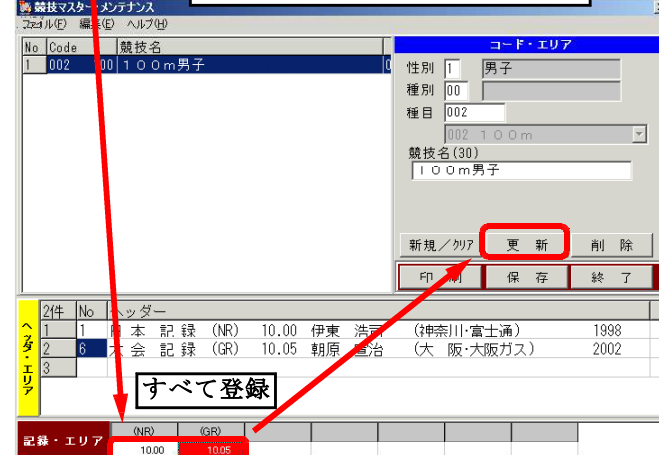 競技マスターメンテナンス
ファイル(F) 編集(E) ヘルプ(H)
No Code 競技名
1 002 00 100m男子 0
コード・エリア
性別 1 男子
種別 00
種目 002
002 100m
競技名(30)
100m男子
新規/クリア 更 新 削 除
印 刷 保 存 終 了
ヘッダ・エリア
2件 No ヘッダー
1 1 日 本 記 録 (NR) 10.00 伊東 浩司 (神奈川・富士通) 1998
2 6 大 会 記 録 (GR) 10.05 朝原 宣治 (大 阪・大阪ガス) 2002
3
すべて登録
記録・エリア (NR) (GR)
10.00 10.05